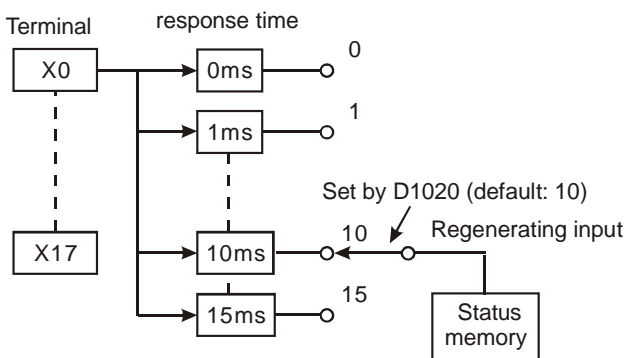 Terminal
response time
X0
0ms
0
1ms
1
Set by D1020 (default: 10)
X17
10ms
10
Regenerating input
15ms
15
Status
memory